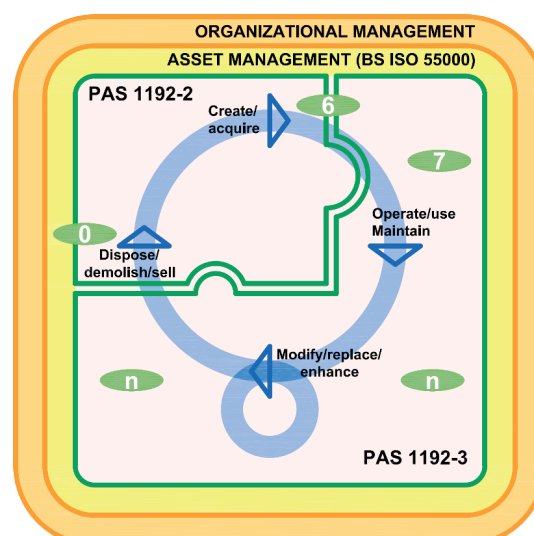 ORGANIZATIONAL MANAGEMENT
ASSET MANAGEMENT (BS ISO 55000)
PAS 1192-2
Create/
acquire
6
7
0
Operate/use
Maintain
Dispose/
demolish/sell
Modify/replace/
enhance
n
n
PAS 1192-3